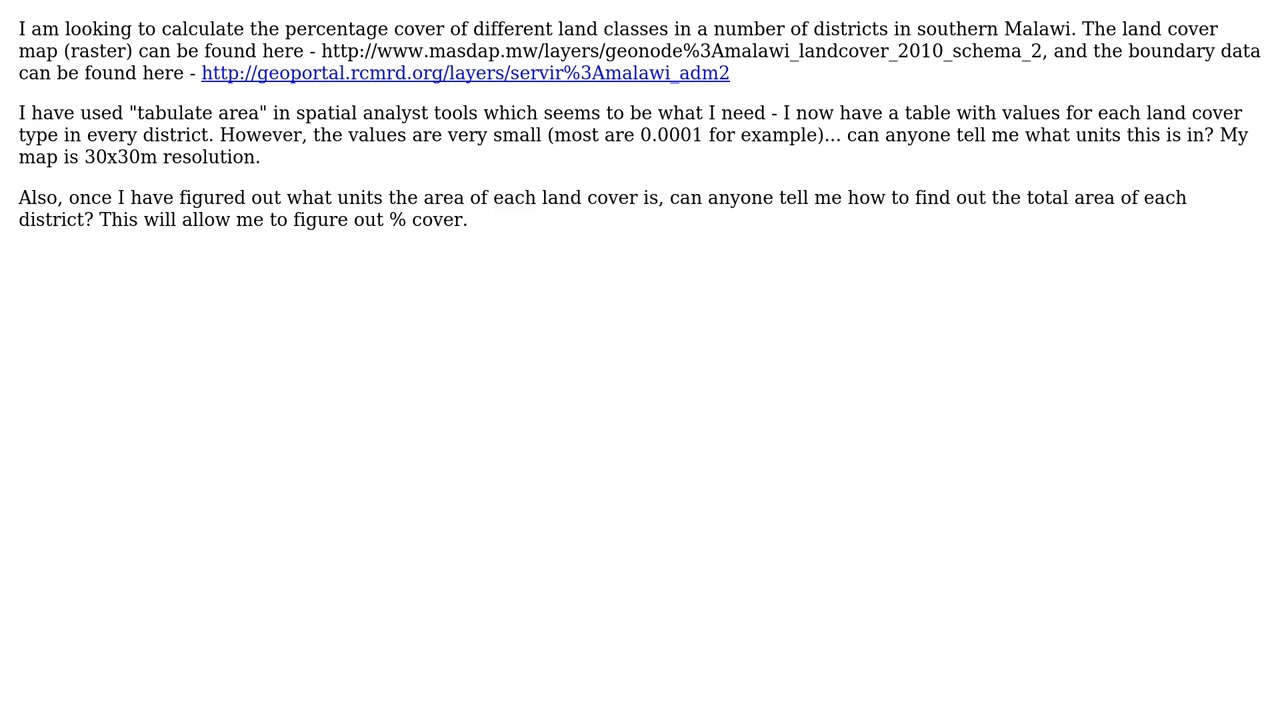 I am looking to calculate the percentage cover of different land classes in a number of districts in southern Malawi. The land cover
map (raster) can be found here - http://www.masdap.mw/layers/geonode%3Amalawi_landcover_2010_schema_2, and the boundary data
can be found here - http://geoportal.rcmrd.org/layers/servir%3Amalawi_adm2
I have used "tabulate area" in spatial analyst tools which seems to be what I need - I now have a table with values for each land cover
type in every district. However, the values are very small (most are 0.0001 for example)... can anyone tell me what units this is in? My
map is 30x30m resolution.
Also, once I have figured out what units the area of each land cover is, can anyone tell me how to find out the total area of each
district? This will allow me to figure out % cover.